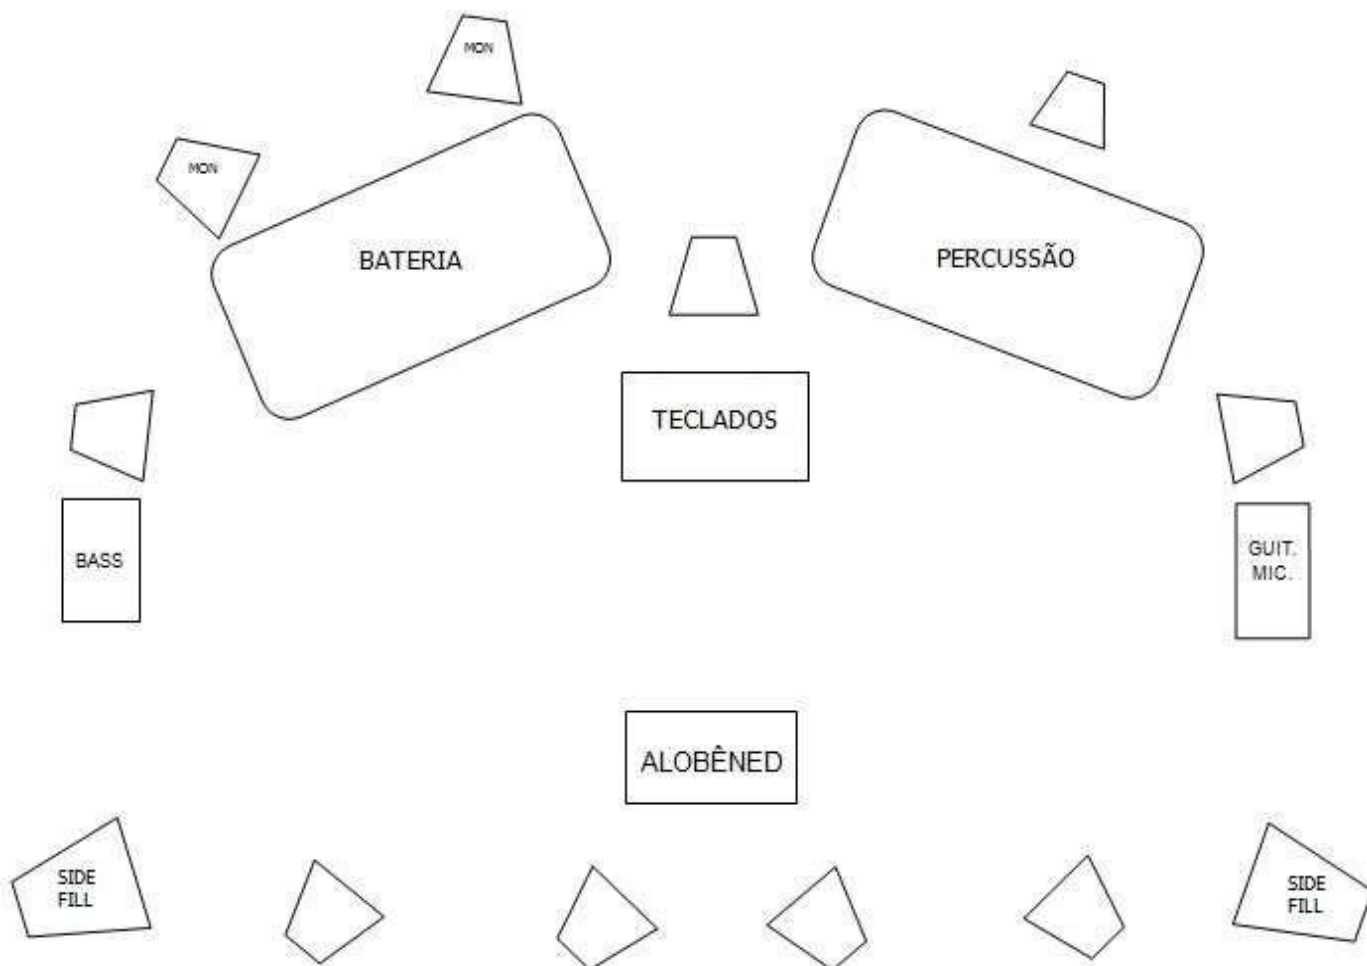 MON
MON
BATERIA
PERCUSSÃO
TECLADOS
BASS
GUIT.
MIC.
ALOBÊNED
SIDE
FILL
SIDE
FILL